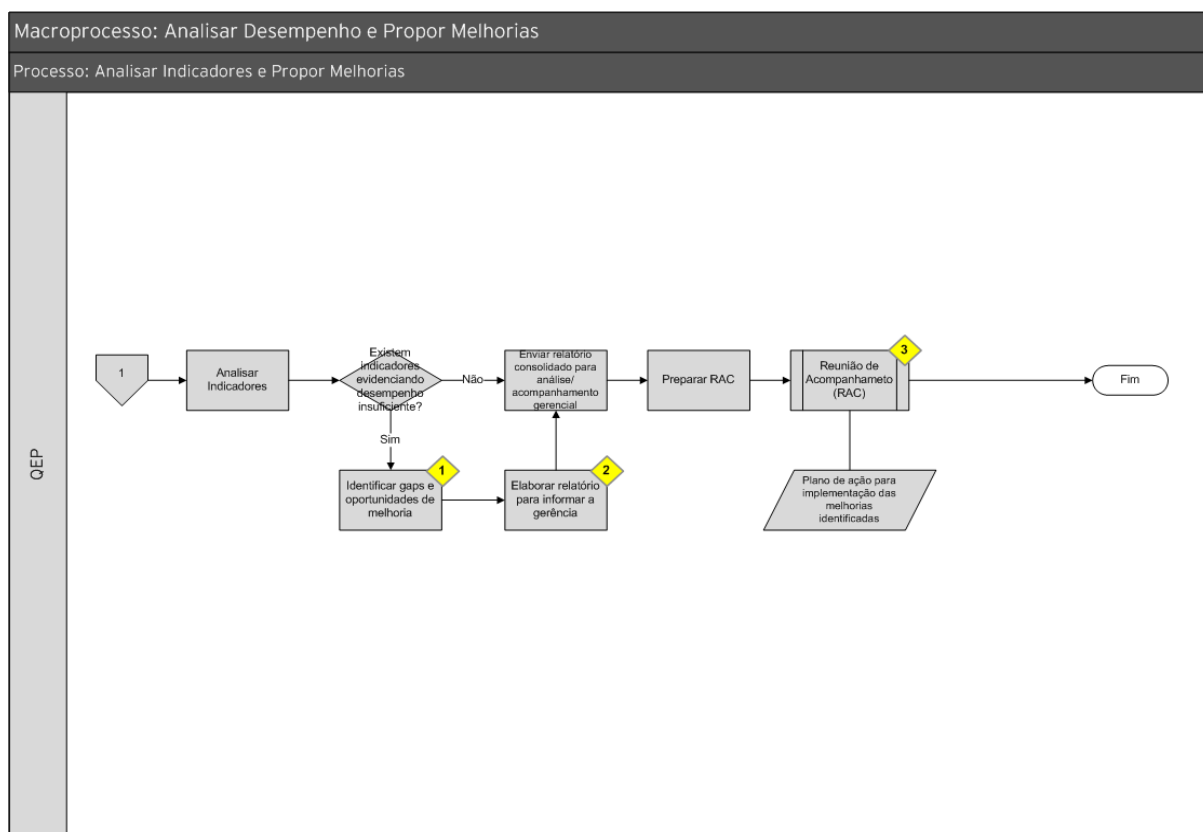 Macroprocesso: Analisar Desempenho e Propor Melhorias
Processo: Analisar Indicadores e Propor Melhorias
QEP
1
Analisar
Indicadores
Existem
indicadores
evidenciando
desempenho
insuficiente?
Não
Sim
Enviar relatório
consolidado para
análise/
acompanhamento
gerencial
Preparar RAC
3
Reunião de
Acompanhameto
(RAC)
Fim
1
Identificar gaps e
oportunidades de
melhoria
2
Elaborar relatório
para informar a
gerência
Plano de ação para
implementação das
melhorias
identificadas